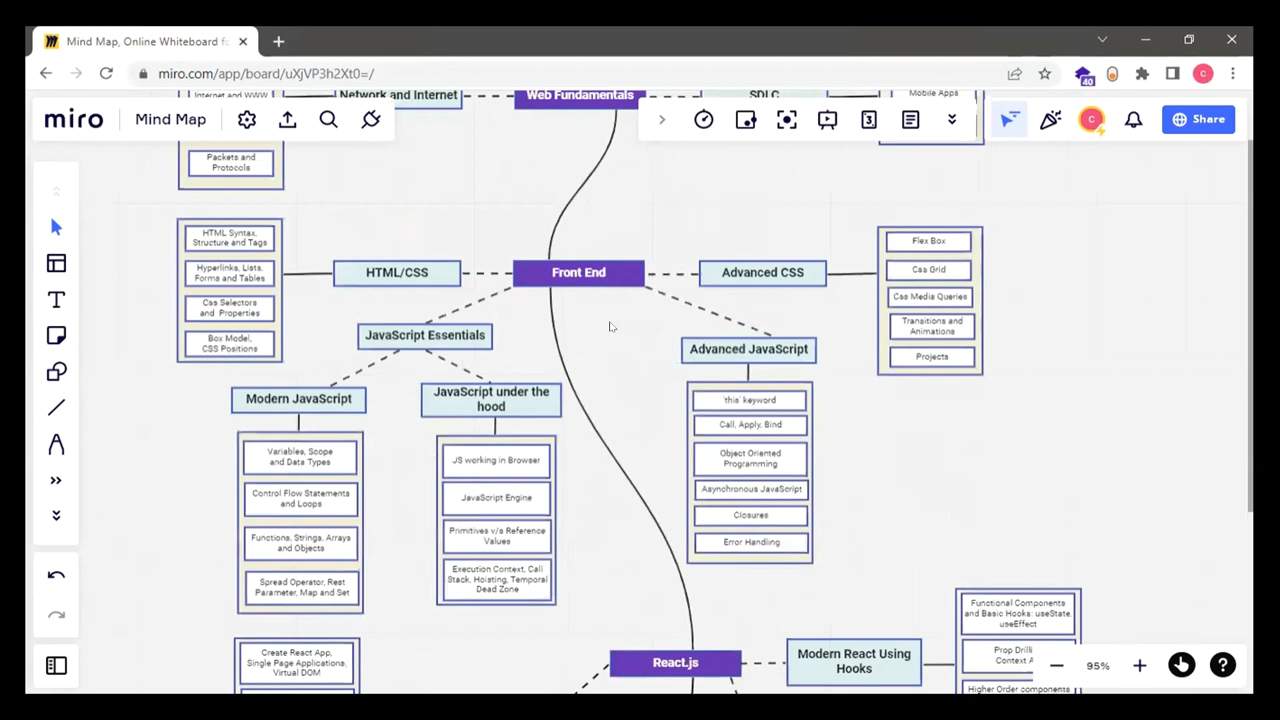 Mind Map, Online Whiteboard fo
miro.com/app/board/uXjVP3h2Xt0=/
40
C
Internet and WWW
Network and Internet
Web Fundamentals
SDLC
Mobile Apps
miro
Mind Map
3
C
Share
Packets and
Protocols
HTML Syntax,
Structure and Tags
Hyperlinks, Lists,
Forms and Tables
Css Selectors
and Properties
Box Model,
CSS Positions
HTML/CSS
Front End
Advanced CSS
Flex Box
Css Grid
Css Media Queries
Transitions and
Animations
Projects
JavaScript Essentials
Advanced JavaScript
Modern JavaScript
JavaScript under the
hood
'this' keyword
Call, Apply, Bind
Object Oriented
Programming
Asynchronous JavaScript
Closures
Error Handling
Variables, Scope
and Data Types
Control Flow Statements
and Loops
Functions, Strings, Arrays
and Objects
Spread Operator, Rest
Parameter, Map and Set
JS working in Browser
JavaScript Engine
Primitives v/s Reference
Values
Execution Context, Call
Stack, Hoisting, Temporal
Dead Zone
Create React App,
Single Page Applications,
Virtual DOM
React.js
Modern React Using
Hooks
Functional Components
and Basic Hooks: useState,
useEffect
Prop Drilli
Context A
Higher Order components
95%